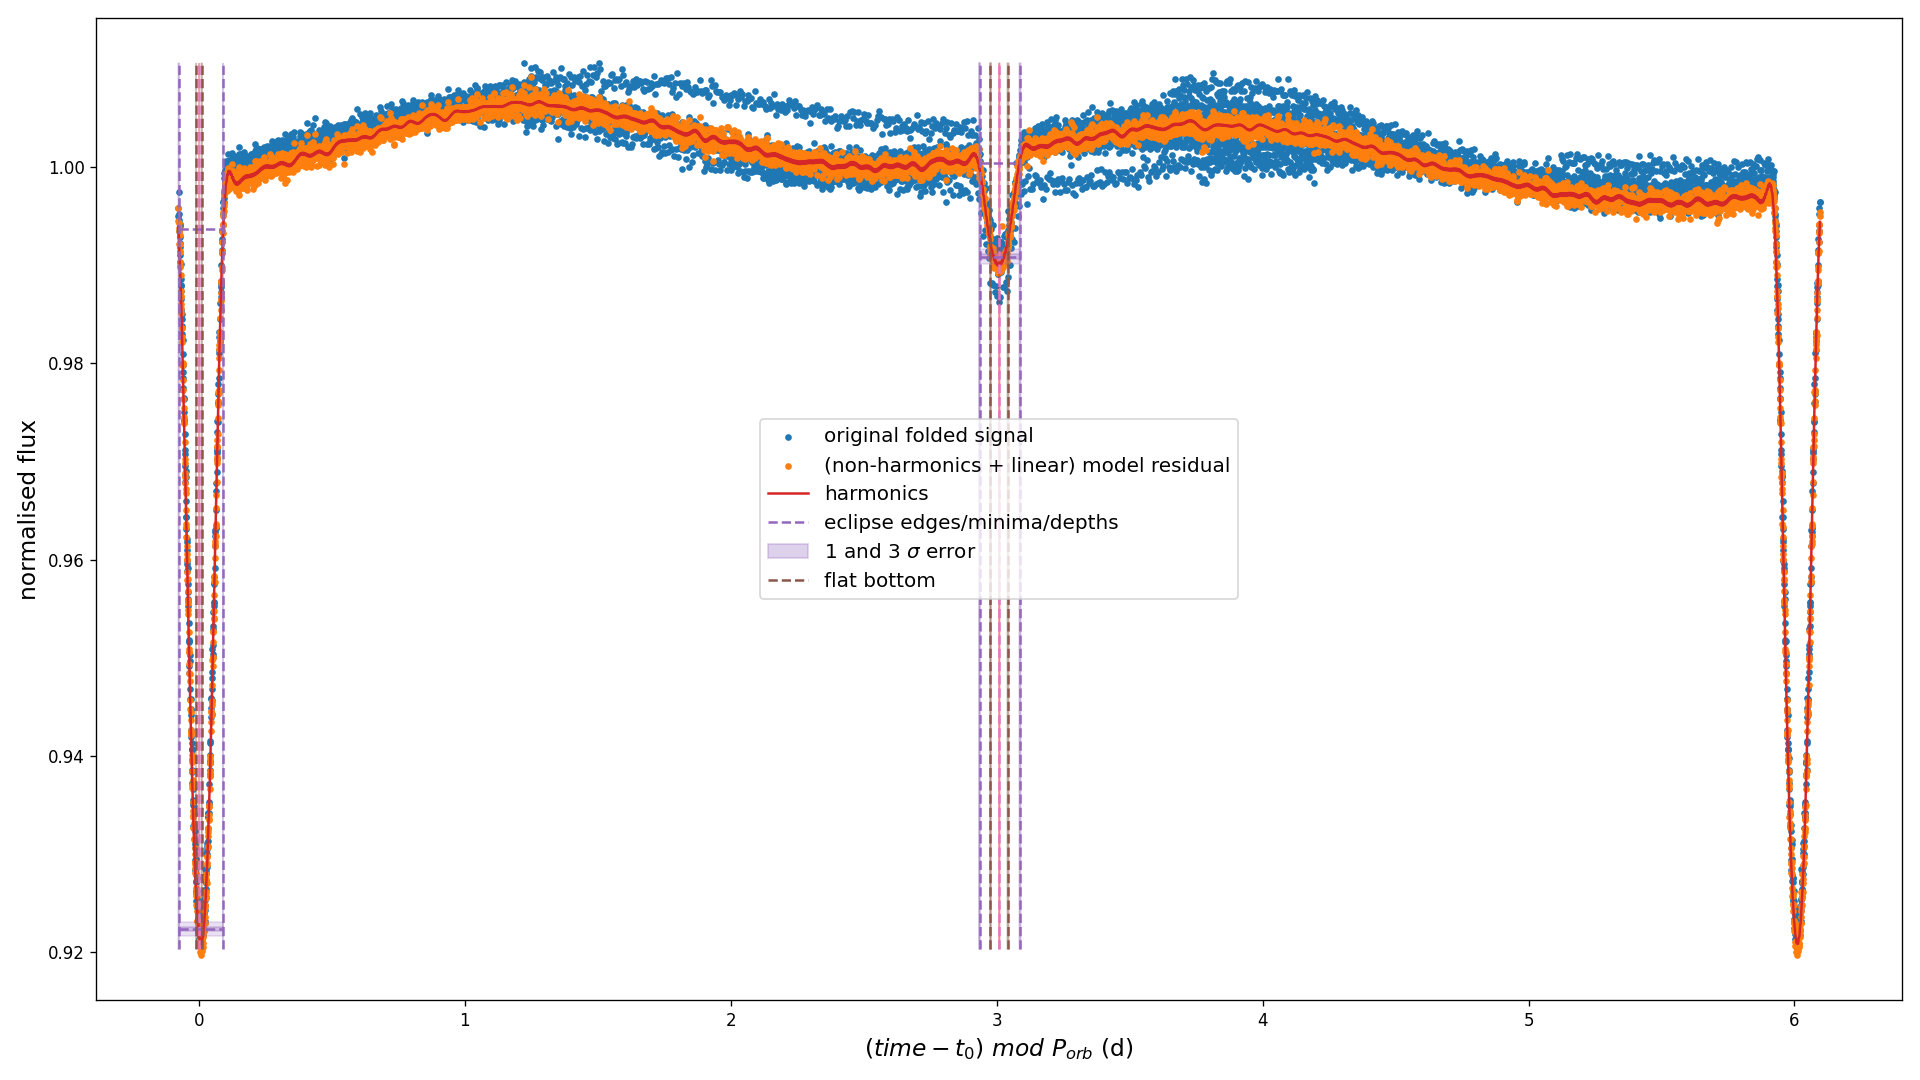 normalised flux
1.00
0.98
0.96
0.94
0.92
original folded signal
(non-harmonics + linear) model residual
harmonics
eclipse edges/minima/depths
1 and 3 σ error
flat bottom
0 1 2 3 4 5 6
(time − t₀) mod P_orb (d)